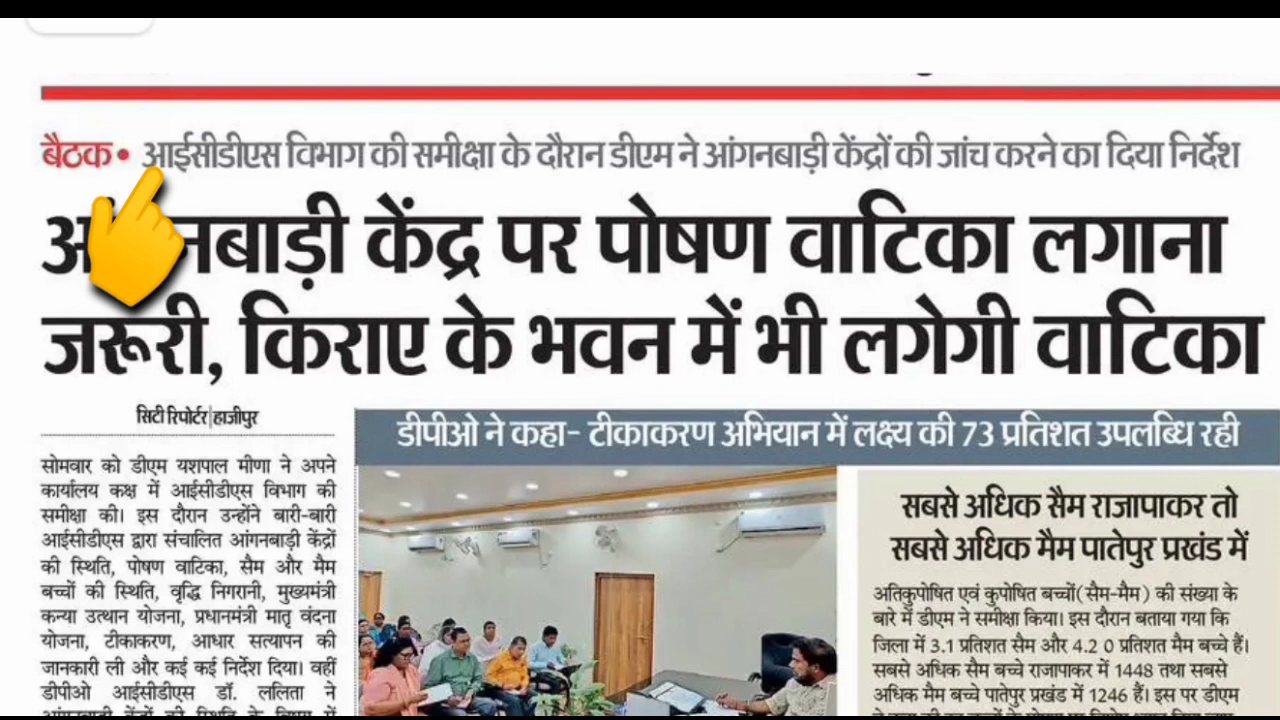 बैठक • आईसीडीएस विभाग की समीक्षा के दौरान डीएम ने आंगनबाड़ी केंद्रों की जांच करने का दिया निर्देश
केंद्र पर पोषण वाटिका लगाना
जरूरी, किराए के भवन में भी लगेगी वाटिका
सिटी रिपोर्टर|हाजीपुर
सोमवार को डीएम यशपाल मीणा ने अपने
कार्यालय कक्ष में आईसीडीएस विभाग की
समीक्षा की। इस दौरान उन्होंने बारी-बारी
आईसीडीएस द्वारा संचालित आंगनबाड़ी केंद्रों
की स्थिति, पोषण वाटिका, सैम और मैम
बच्चों की स्थिति, वृद्धि निगरानी, मुख्यमंत्री
कन्या उत्थान योजना, प्रधानमंत्री मातृ वंदना
योजना, टीकाकरण, आधार सत्यापन की
जानकारी ली और कई कई निर्देश दिया। वहीं
डीपीओ आईसीडीएस डॉ. ललिता ने
डीपीओ ने कहा- टीकाकरण अभियान में लक्ष्य की 73 प्रतिशत उपलब्धि रही
सबसे अधिक सैम राजापाकर तो
सबसे अधिक मैम पातेपुर प्रखंड में
अतिकुपोषित एवं कुपोषित बच्चों(सैम-मैम) की संख्या के
बारे में डीएम ने समीक्षा किया। इस दौरान बताया गया कि
जिला में 3.1 प्रतिशत सैम और 4.2 0 प्रतिशत मैम बच्चे हैं।
सबसे अधिक सैम बच्चे राजापाकर में 1448 तथा सबसे
अधिक मैम बच्चे पातेपुर प्रखंड में 1246 हैं। इस पर डीएम